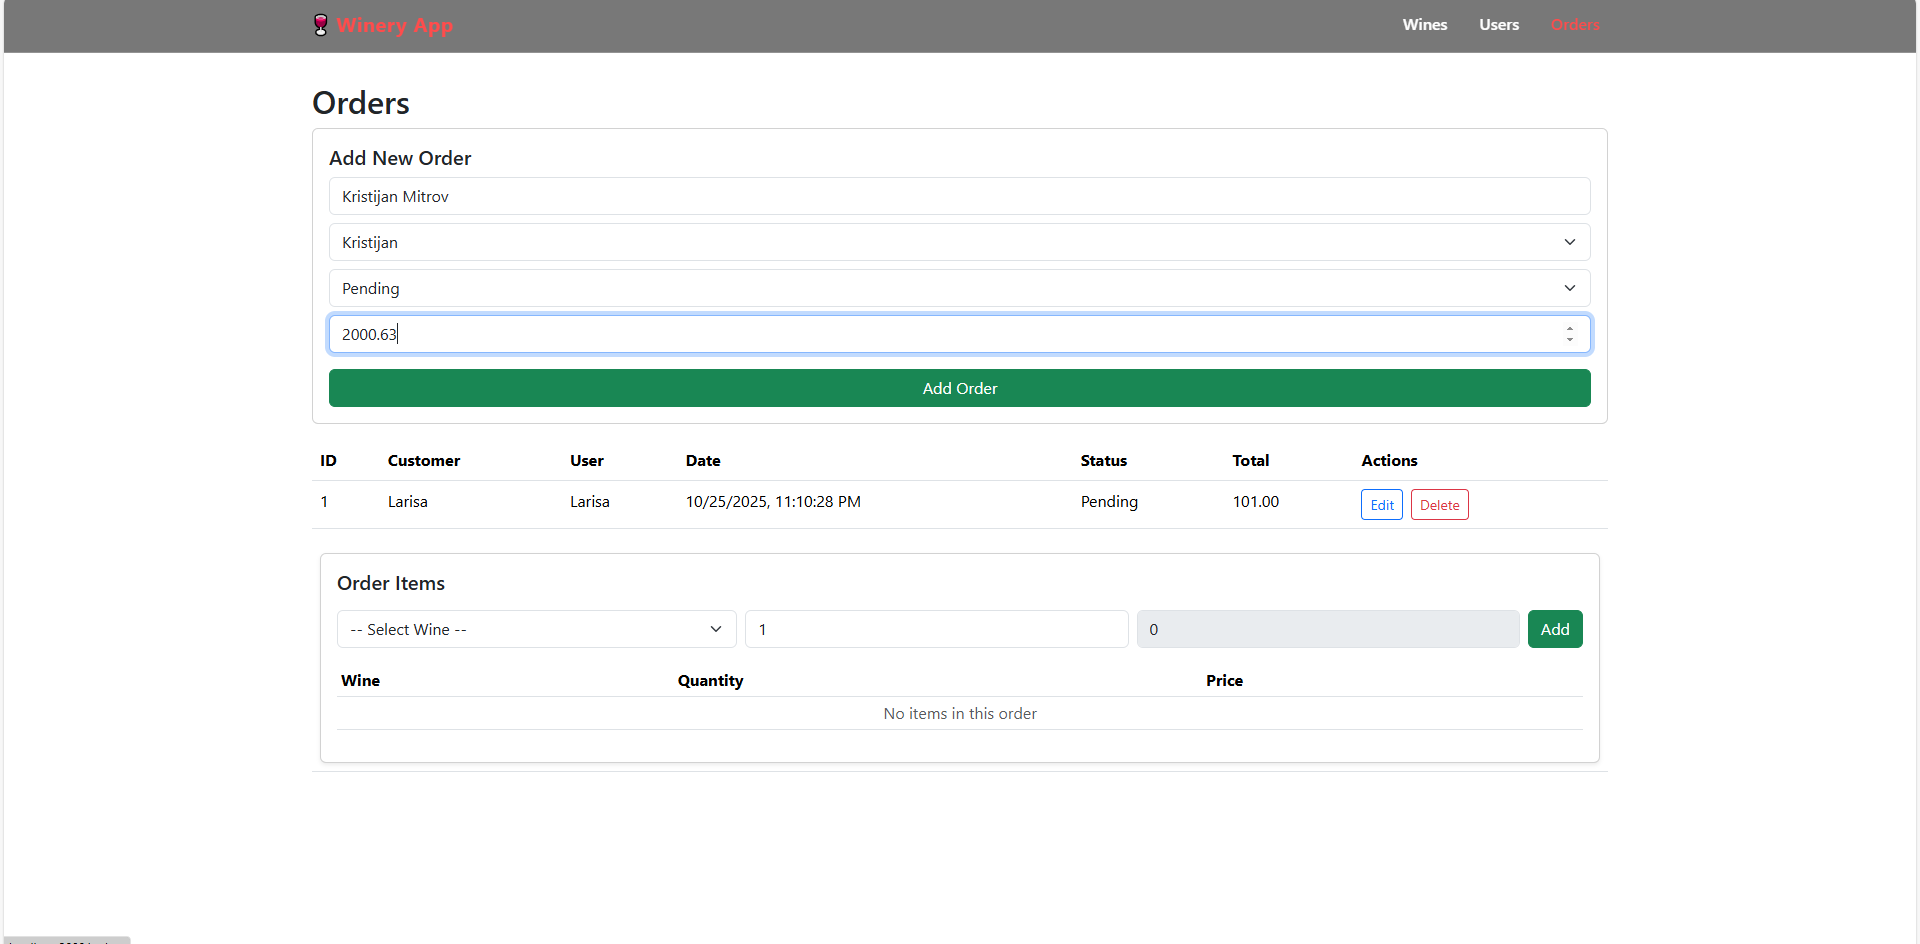 Winery App Wines Users Orders
Orders
Add New Order
Kristijan Mitrov
Kristijan
Pending
2000.63
Add Order
ID Customer User Date Status Total Actions
1 Larisa Larisa 10/25/2025, 11:10:28 PM Pending 101.00 Edit Delete
Order Items
-- Select Wine -- 1 0 Add
Wine Quantity Price
No items in this order